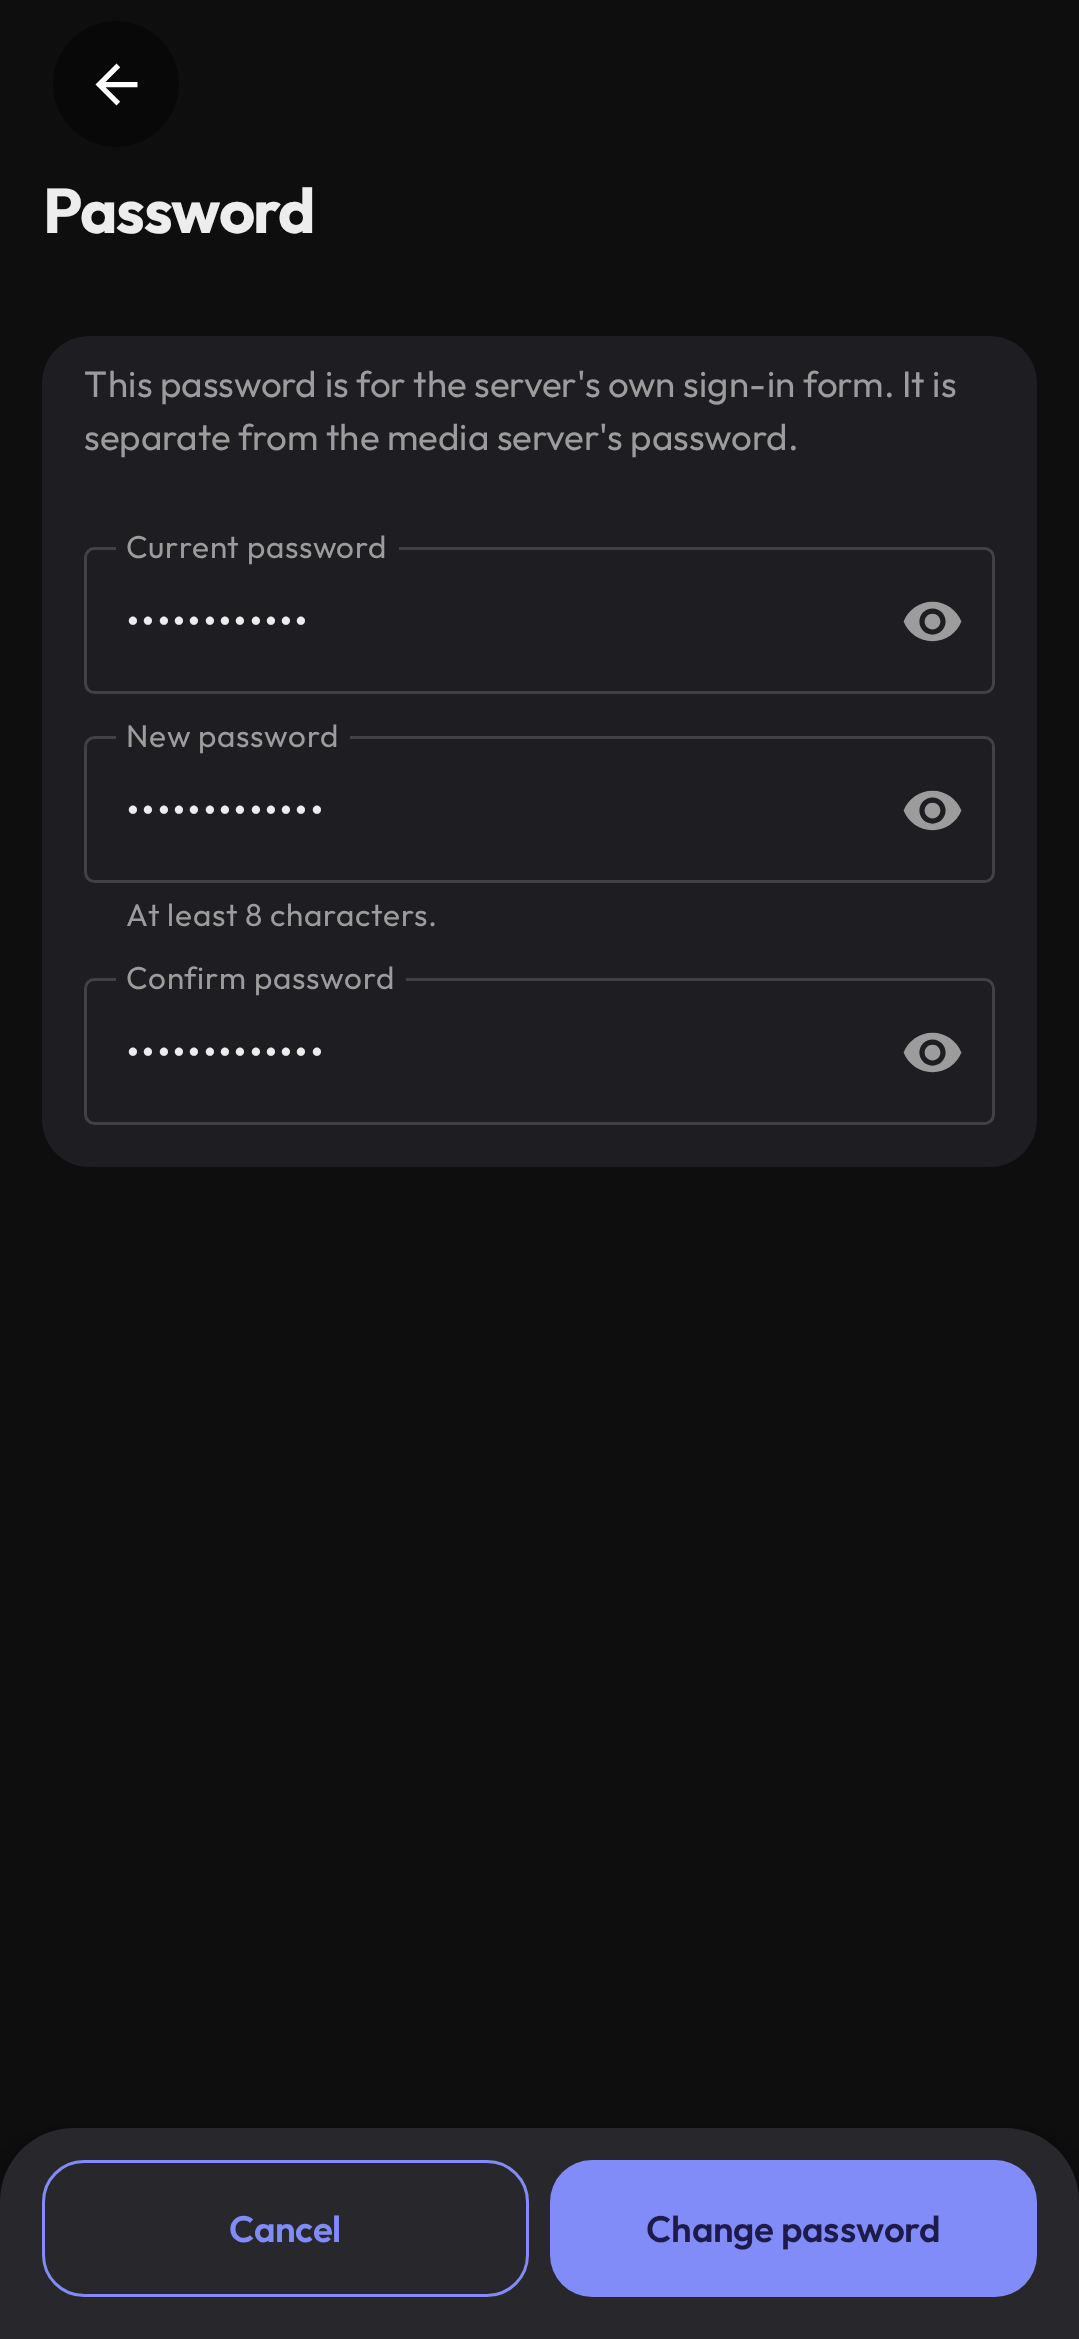 Password
This password is for the server's own sign-in form. It is
separate from the media server's password.
Current password
••••••••••••
New password
•••••••••••••
At least 8 characters.
Confirm password
•••••••••••••
Cancel
Change password